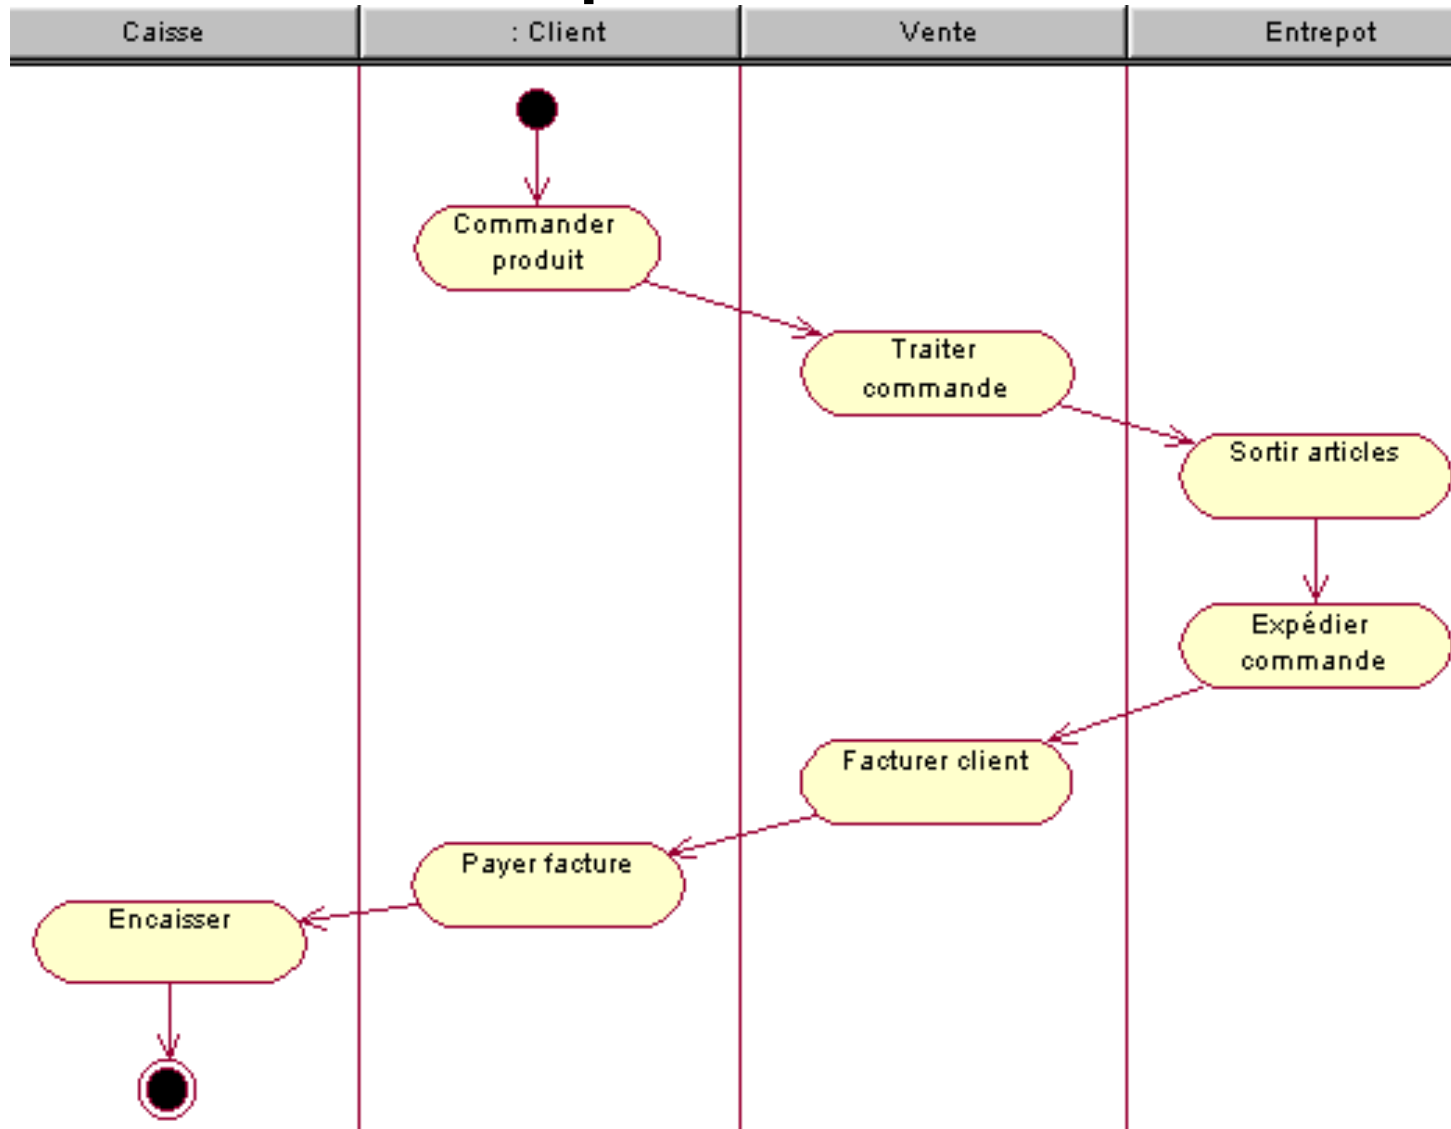 Caisse
: Client
Vente
Entrepot
Commander
produit
Traiter
commande
Sortir articles
Expédier
commande
Facturer client
Payer facture
Encaisser